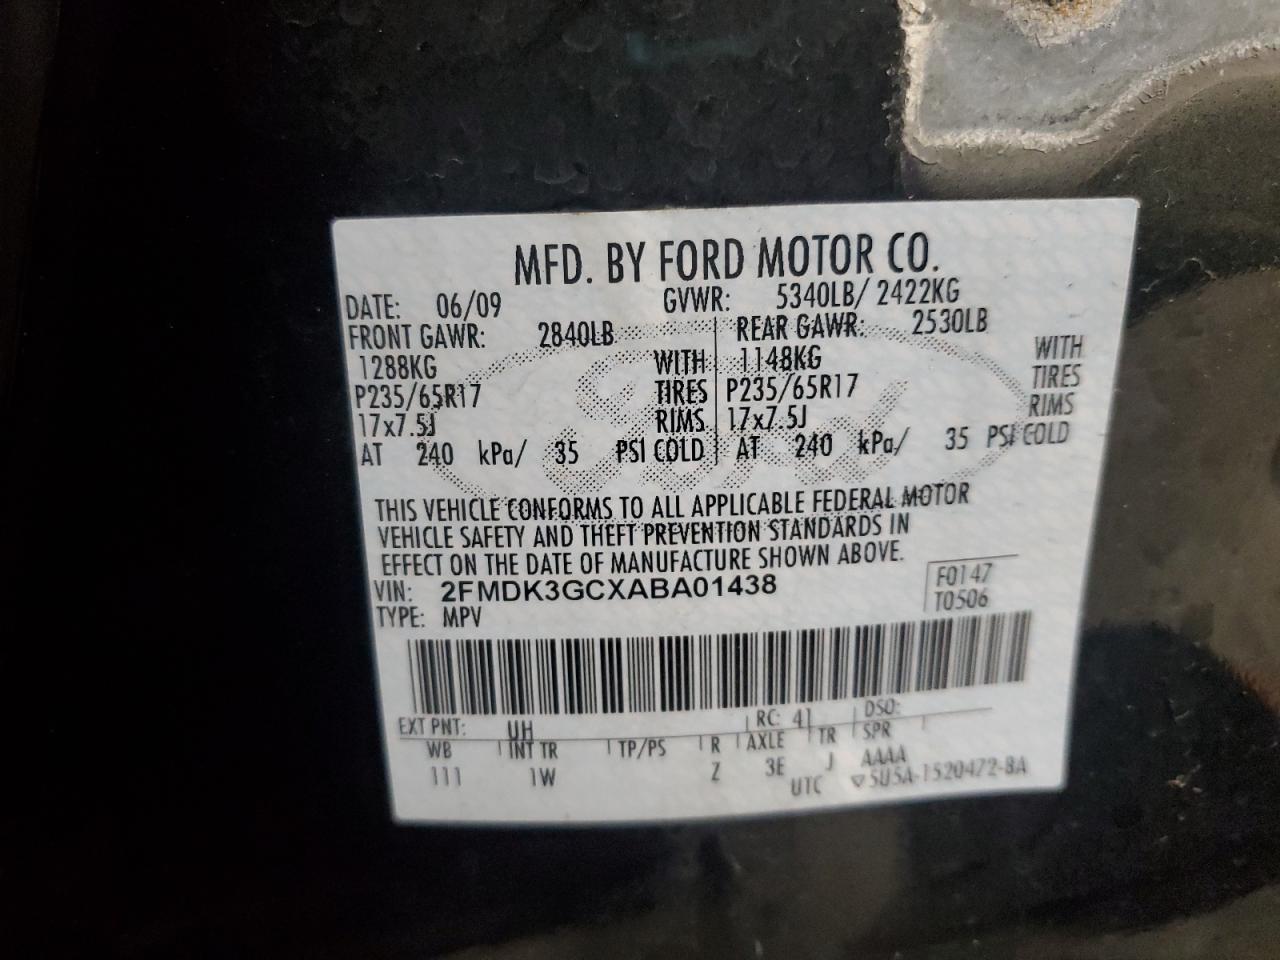 MFD. BY FORD MOTOR CO.
DATE: 06/09 GVWR: 5340LB/ 2422KG
FRONT GAWR: 2840LB REAR GAWR: 2530LB
1288KG WITH 1148KG WITH
P235/65R17 TIRES P235/65R17 TIRES
17x7.5J RIMS 17x7.5J RIMS
AT 240 kPa/ 35 PSI COLD AT 240 kPa/ 35 PSI COLD
THIS VEHICLE CONFORMS TO ALL APPLICABLE FEDERAL MOTOR
VEHICLE SAFETY AND THEFT PREVENTION STANDARDS IN
EFFECT ON THE DATE OF MANUFACTURE SHOWN ABOVE.
VIN: 2FMDK3GCXABA01438 F0147
TYPE: MPV T0506
EXT PNT: UH RC: 41 DSO:
WB INT TR TP/PS R AXLE TR SPR
111 1W Z 3E J AAAA
UTC ▽5U5A-1520472-BA